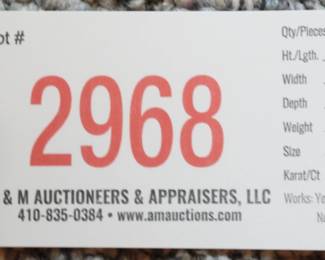 ot #
2968
& M AUCTIONEERS & APPRAISERS, LLC
410-835-0384 • www.amauctions.com
Qty/Pieces
Ht./Lgth.
Width
Depth
Weight
Size
Karat/Ct
Works: Ye